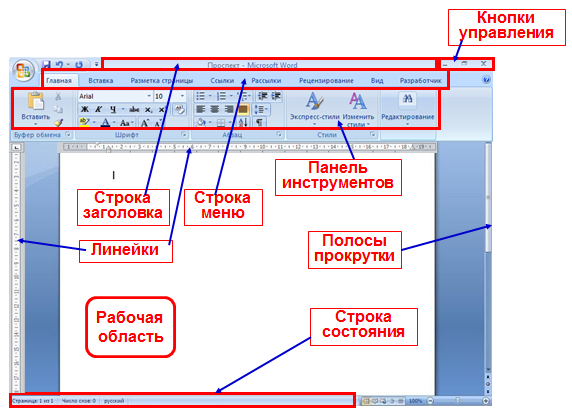 Кнопки
управления
Проспект - Microsoft Word
Главная Вставка Разметка страницы Ссылки Рассылки Рецензирование Вид Разработчик
Вставить
Arial 10
Ж К Ч
Экспресс-стили Изменить стили
Редактирование
Буфер обмена Шрифт Абзац Стили
Панель
инструментов
Строка
заголовка
Строка
меню
Линейки
Полосы
прокрутки
Рабочая
область
Строка
состояния
Страница: 1 из 1 Число слов: 0 русский 100%